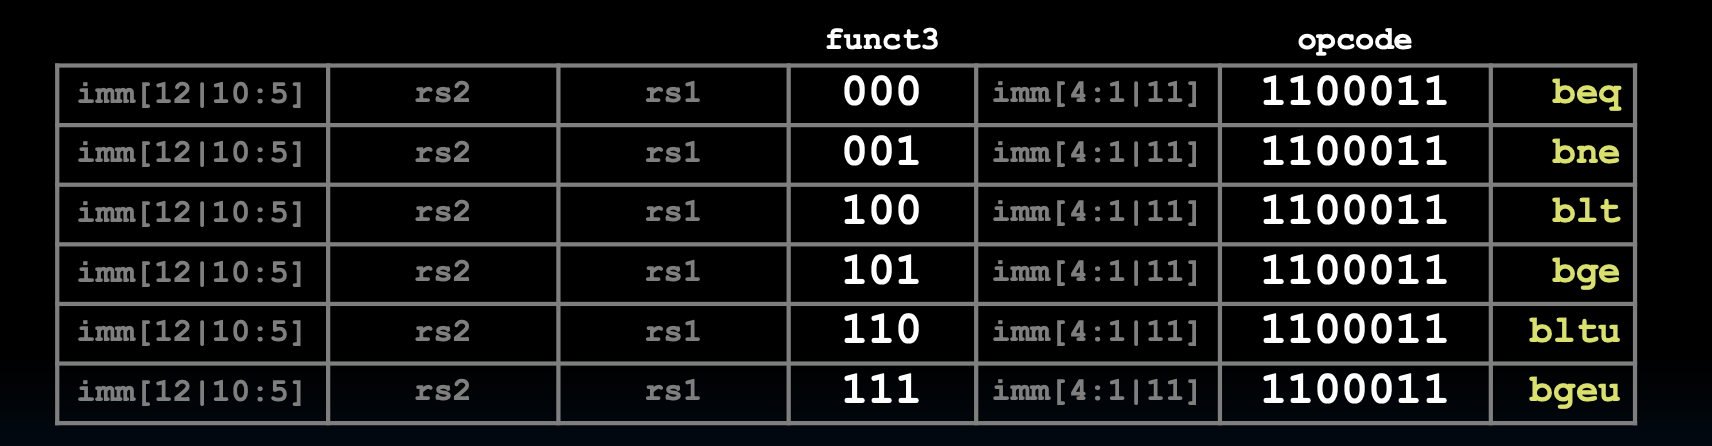 funct3 opcode
imm[12|10:5] rs2 rs1 000 imm[4:1|11] 1100011 beq
imm[12|10:5] rs2 rs1 001 imm[4:1|11] 1100011 bne
imm[12|10:5] rs2 rs1 100 imm[4:1|11] 1100011 blt
imm[12|10:5] rs2 rs1 101 imm[4:1|11] 1100011 bge
imm[12|10:5] rs2 rs1 110 imm[4:1|11] 1100011 bltu
imm[12|10:5] rs2 rs1 111 imm[4:1|11] 1100011 bgeu